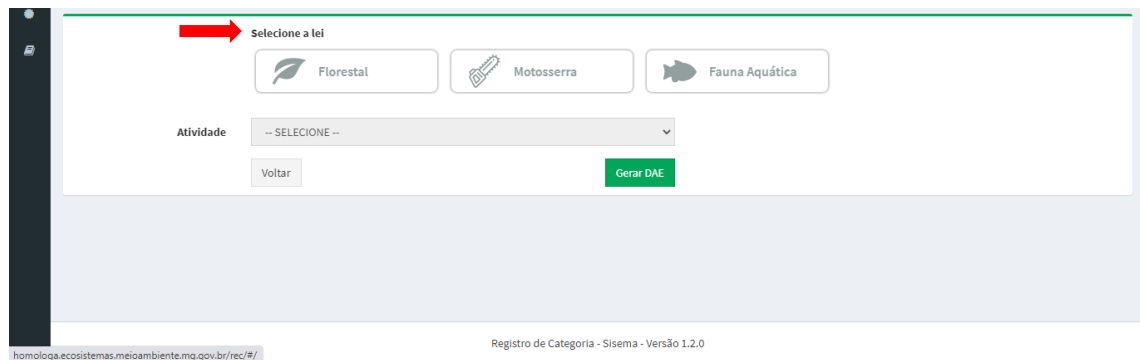 Selecione a lei
Florestal
Motosserra
Fauna Aquática
Atividade
-- SELECIONE --
Voltar
Gerar DAE
Registro de Categoria - Sisema - Versão 1.2.0
homologa.ecosistemas.meioambiente.mg.gov.br/rec/#/